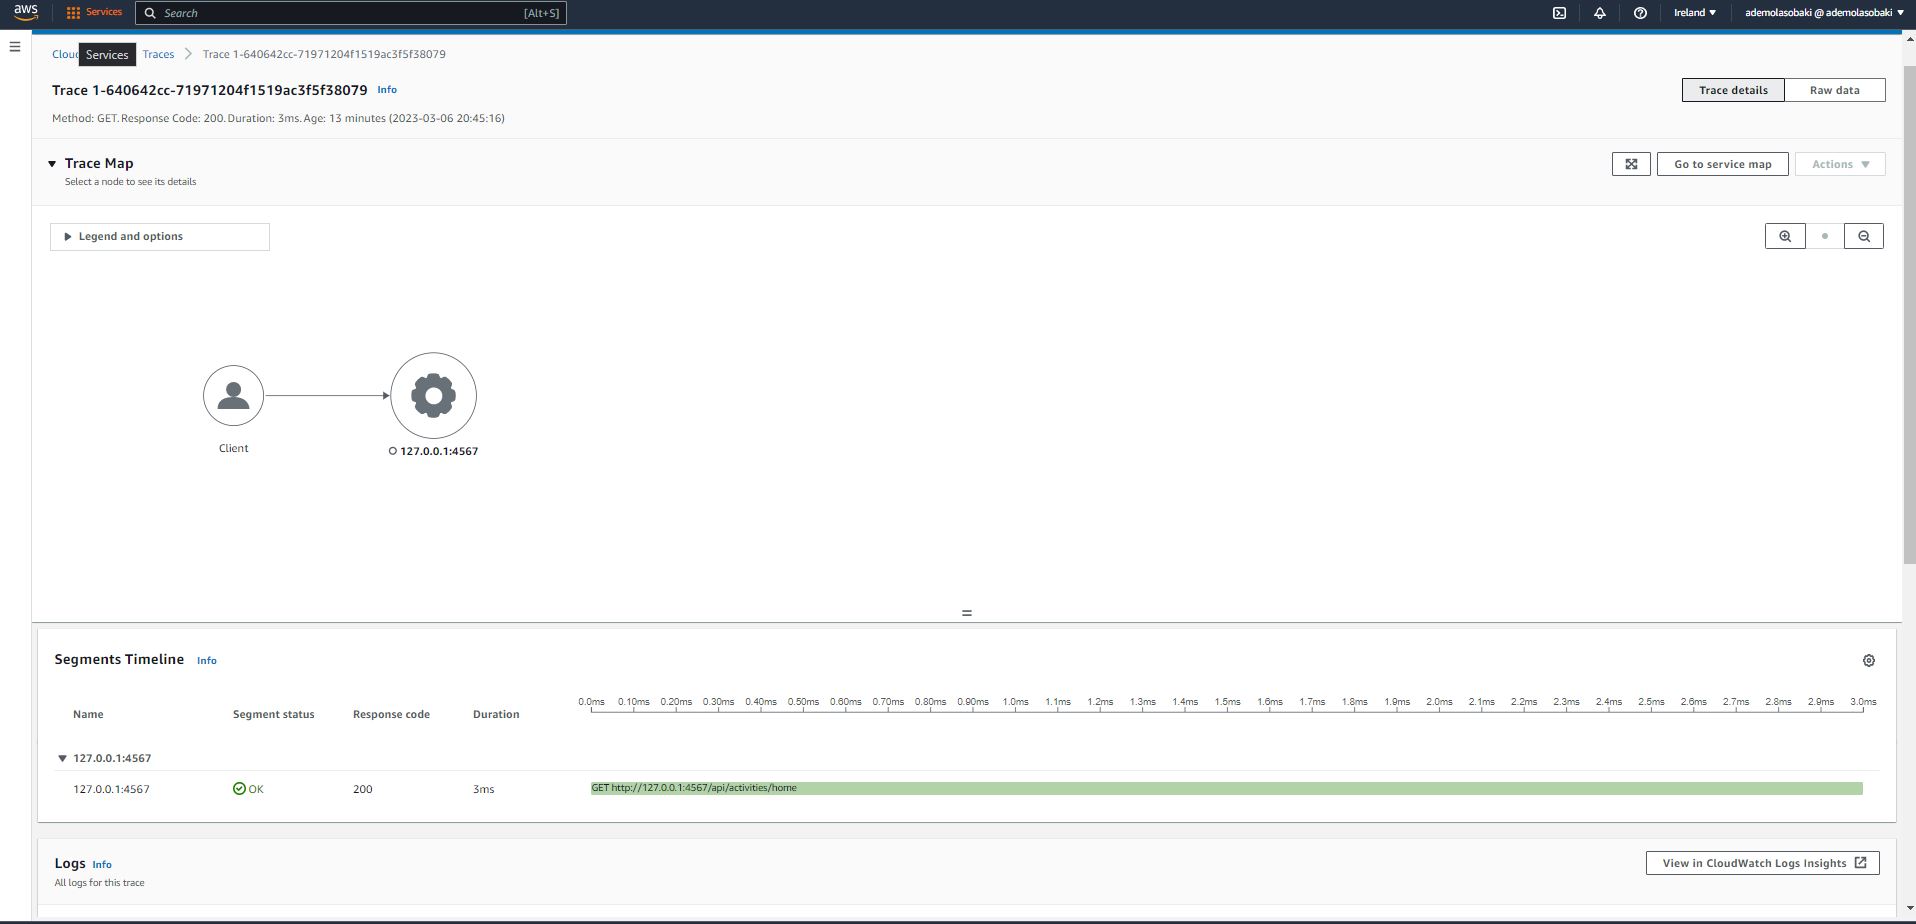 aws Services Search [Alt+S] Ireland ademolasobaki @ ademolasobaki
Clou Services Traces Trace 1-640642cc-71971204f1519ac3f5f38079
Trace 1-640642cc-71971204f1519ac3f5f38079 Info
Trace details Raw data
Method: GET. Response Code: 200. Duration: 3ms. Age: 13 minutes (2023-03-06 20:45:16)
Trace Map
Go to service map Actions
Select a node to see its details
Legend and options
Client
127.0.0.1:4567
Segments Timeline Info
0.0ms 0.10ms 0.20ms 0.30ms 0.40ms 0.50ms 0.60ms 0.70ms 0.80ms 0.90ms 1.0ms 1.1ms 1.2ms 1.3ms 1.4ms 1.5ms 1.6ms 1.7ms 1.8ms 1.9ms 2.0ms 2.1ms 2.2ms 2.3ms 2.4ms 2.5ms 2.6ms 2.7ms 2.8ms 2.9ms 3.0ms
Name Segment status Response code Duration
127.0.0.1:4567
127.0.0.1:4567 OK 200 3ms GET http://127.0.0.1:4567/api/activities/home
Logs Info
View in CloudWatch Logs Insights
All logs for this trace